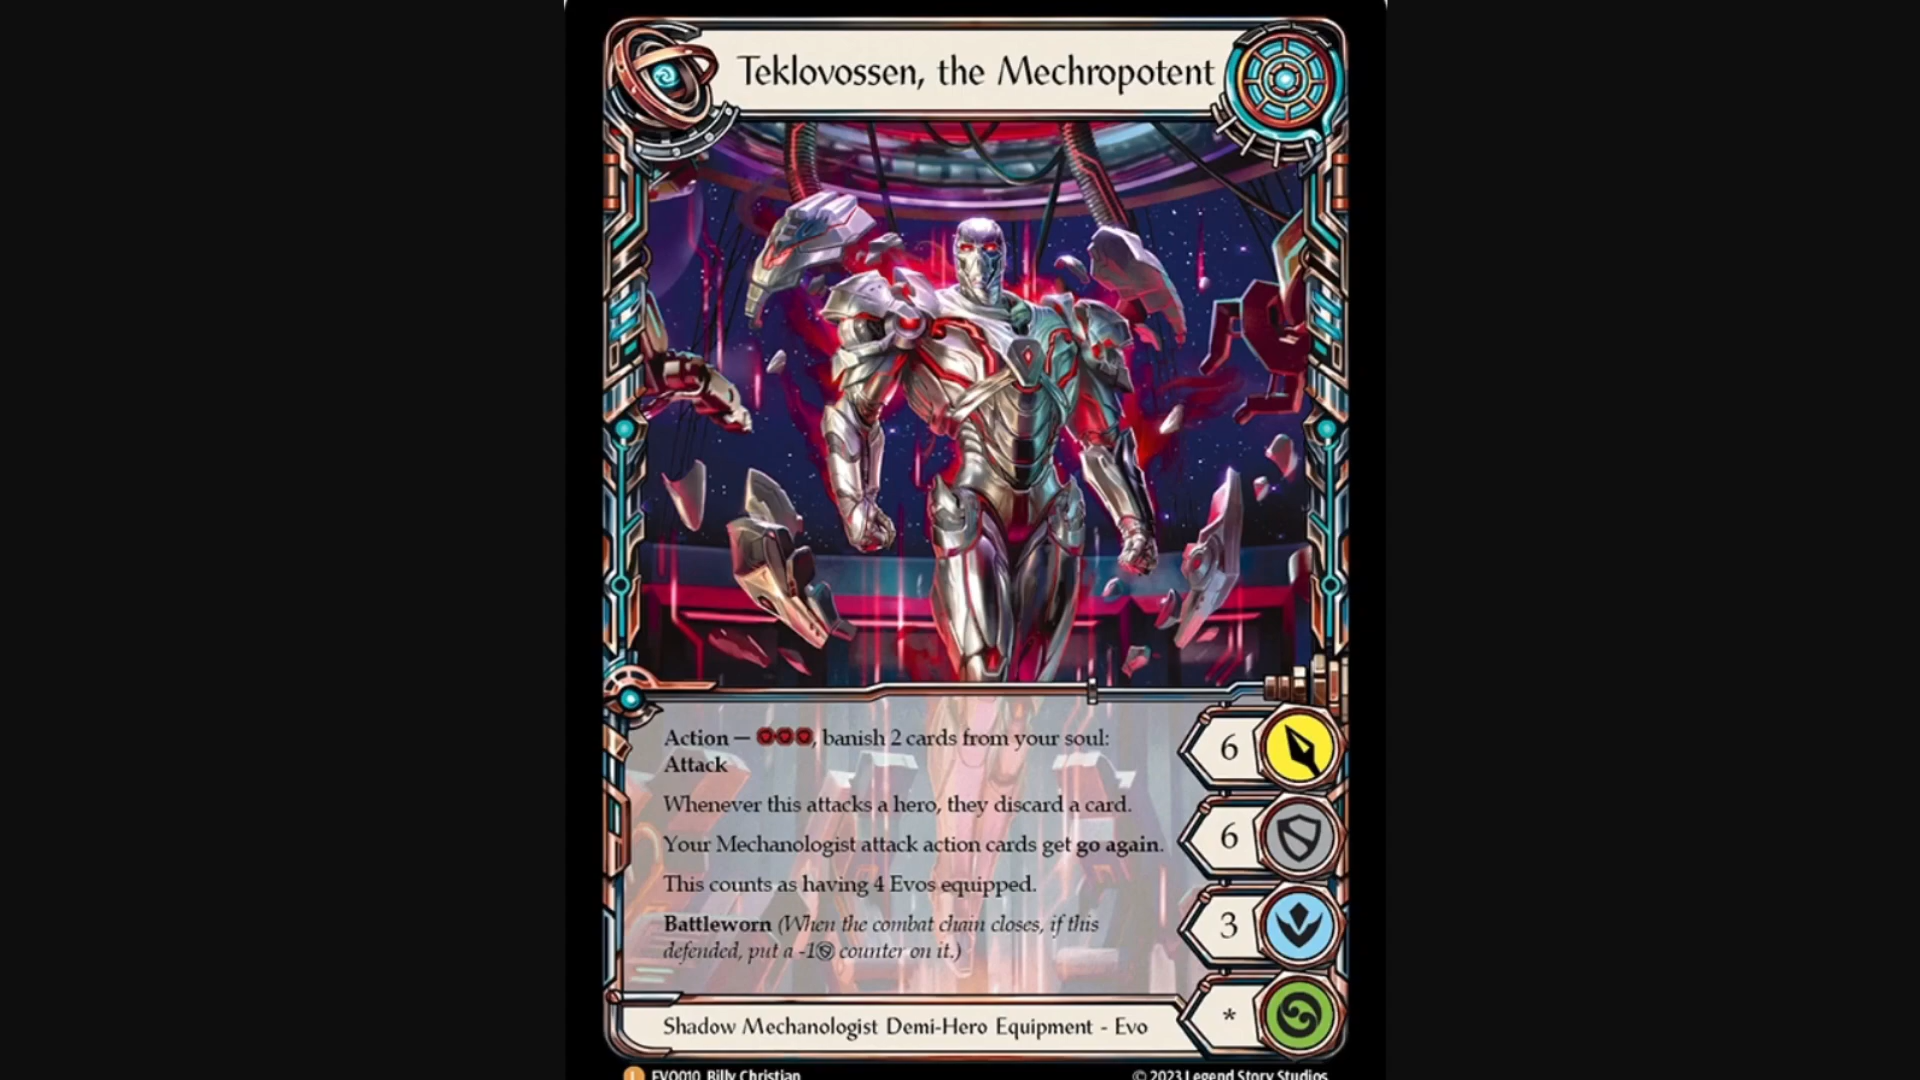 Teklovossen, the Mechropotent
Action — , banish 2 cards from your soul:
Attack
6
Whenever this attacks a hero, they discard a card.
6
Your Mechanologist attack action cards get go again.
This counts as having 4 Evos equipped.
Battleworn (When the combat chain closes, if this
3
defended, put a -1 counter on it.)
*
Shadow Mechanologist Demi-Hero Equipment - Evo
L EVO010 Billy Christian
© 2023 Legend Story Studios